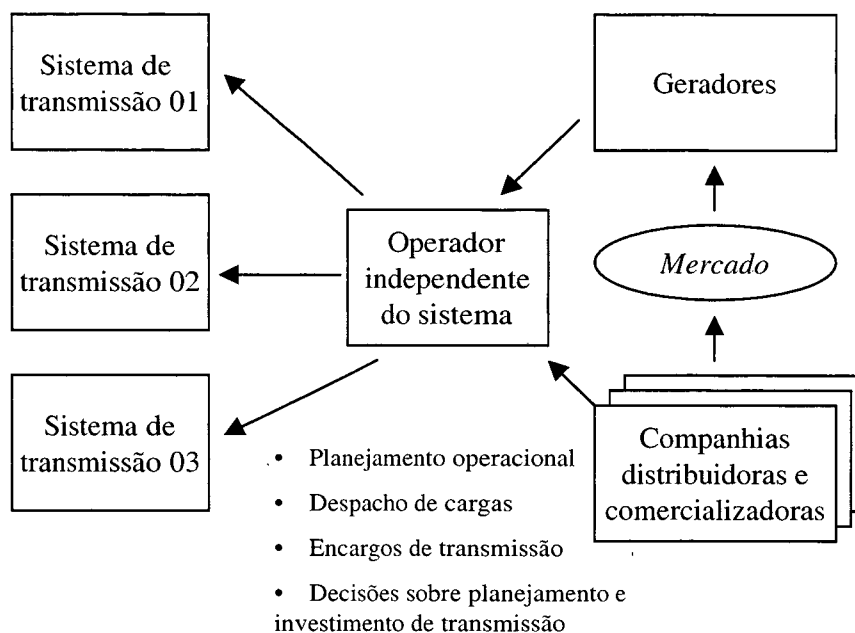 Sistema de
transmissão 01
Geradores
Sistema de
transmissão 02
Operador
independente
do sistema
Mercado
Sistema de
transmissão 03
Companhias
distribuidoras e
comercializadoras
• Planejamento operacional
• Despacho de cargas
• Encargos de transmissão
• Decisões sobre planejamento e
investimento de transmissão